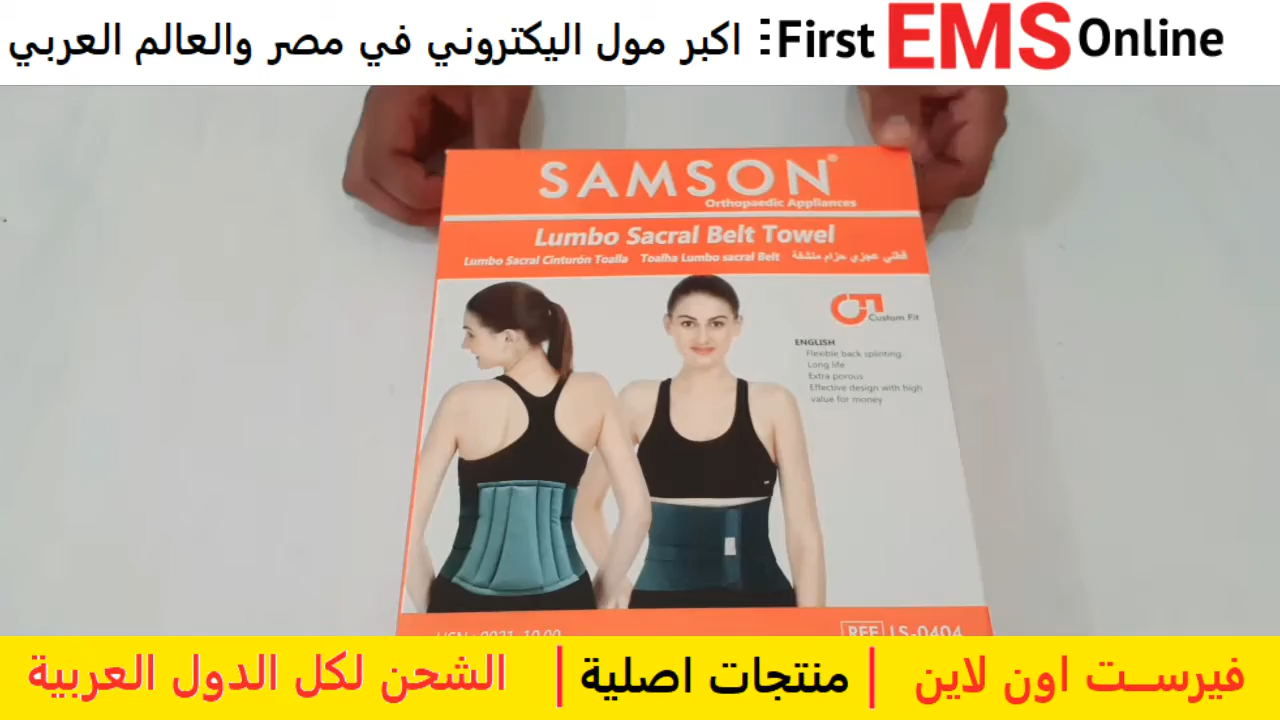 اكبر مول اليكتروني في مصر والعالم العربي
First EMS Online
SAMSON®
Orthopaedic Appliances
Lumbo Sacral Belt Towel
Lumbo Sacral Cinturón Toalla Toalha Lumbo sacral Belt قطني عجزي حزام منشفة
Custom Fit
ENGLISH
Flexible back splinting
Long life
Extra porous
Effective design with high
value for money
REF LS-0404
فيرســت اون لاين | منتجات اصلية | الشحن لكل الدول العربية